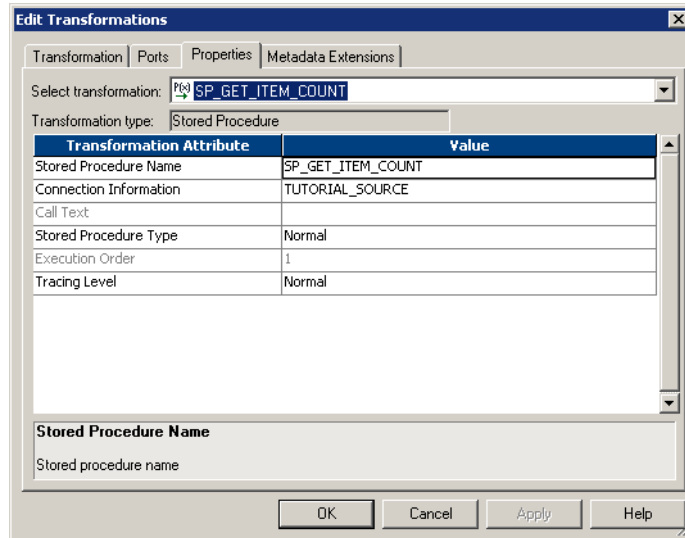 Edit Transformations
Transformation Ports Properties Metadata Extensions
Select transformation: P(x) SP_GET_ITEM_COUNT
Transformation type: Stored Procedure
Transformation Attribute Value
Stored Procedure Name SP_GET_ITEM_COUNT
Connection Information TUTORIAL_SOURCE
Call Text
Stored Procedure Type Normal
Execution Order 1
Tracing Level Normal
Stored Procedure Name
Stored procedure name
OK Cancel Apply Help